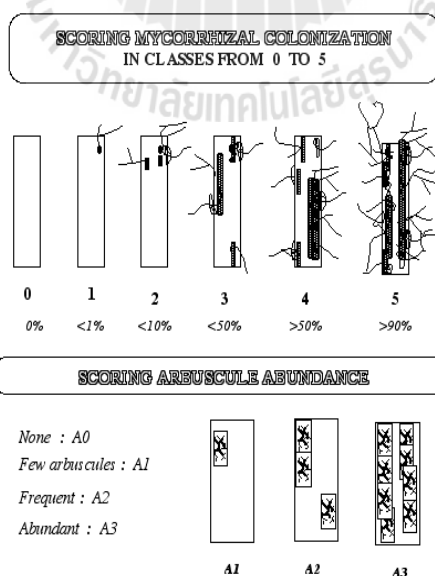 SCORING MYCORRHIZAL COLONIZATION
IN CLASSES FROM 0 TO 5
0 1 2 3 4 5
0% <1% <10% <50% >50% >90%
SCORING ARBUSCULE ABUNDANCE
None : A0
Few arbuscules : A1
Frequent : A2
Abundant : A3
A1 A2 A3